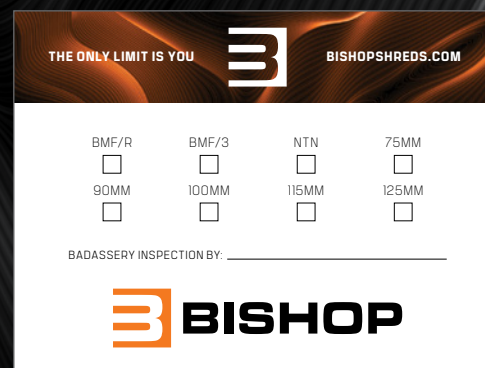 THE ONLY LIMIT IS YOU BISHOPSHREDS.COM
BMF/R BMF/3 NTN 75MM
90MM 100MM 115MM 125MM
BADASSERY INSPECTION BY:
BISHOP